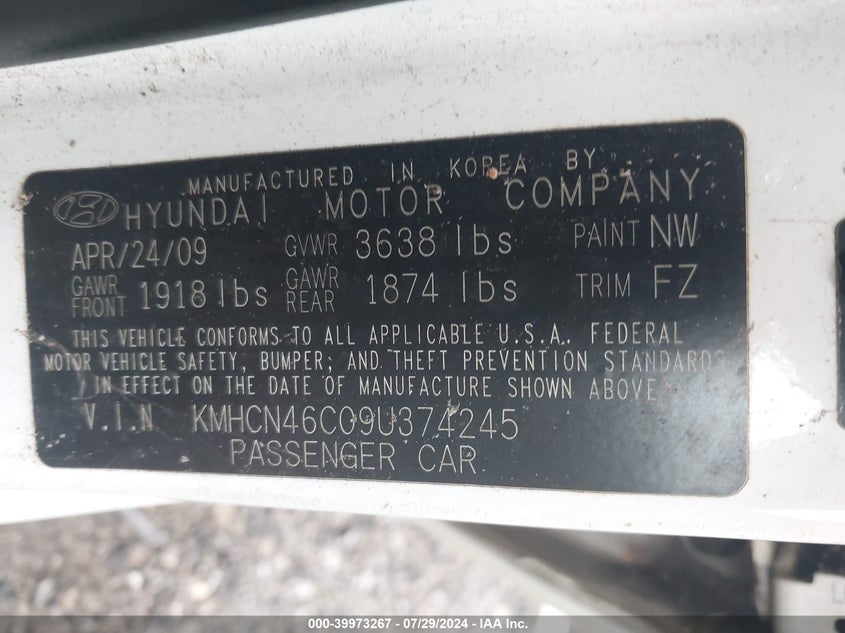 MANUFACTURED IN KOREA BY
HYUNDAI MOTOR COMPANY
APR/24/09 GVWR 3638 lbs PAINT NW
GAWR FRONT 1918 lbs GAWR REAR 1874 lbs TRIM FZ
THIS VEHICLE CONFORMS TO ALL APPLICABLE U.S.A. FEDERAL
MOTOR VEHICLE SAFETY, BUMPER, AND THEFT PREVENTION STANDARDS
IN EFFECT ON THE DATE OF MANUFACTURE SHOWN ABOVE
V.I.N KMHCN46C09U374245
PASSENGER CAR
000-39973267 | 07/29/2024 | IAA Inc.